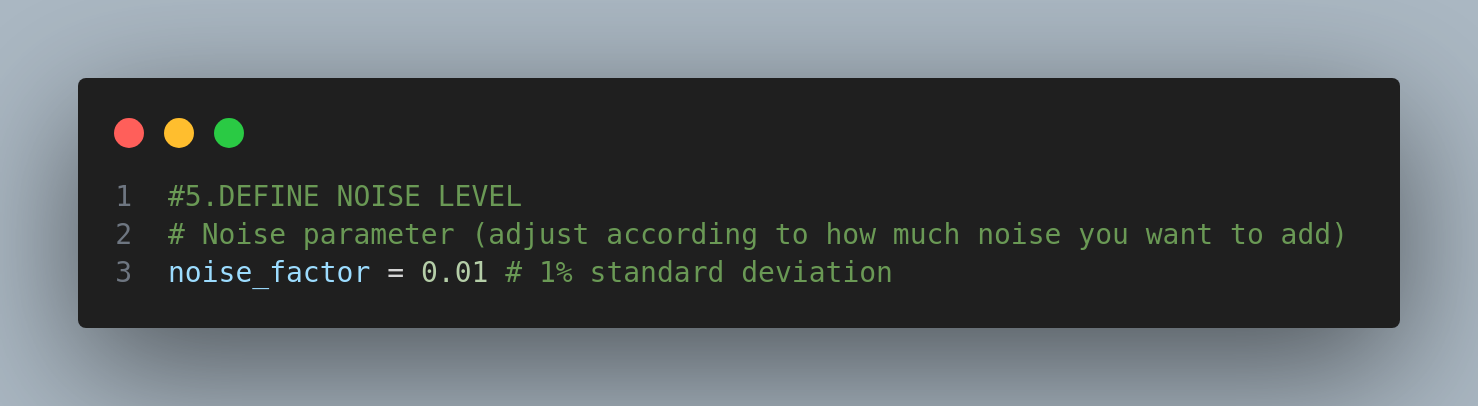 1 #5.DEFINE NOISE LEVEL
2 # Noise parameter (adjust according to how much noise you want to add)
3 noise_factor = 0.01 # 1% standard deviation